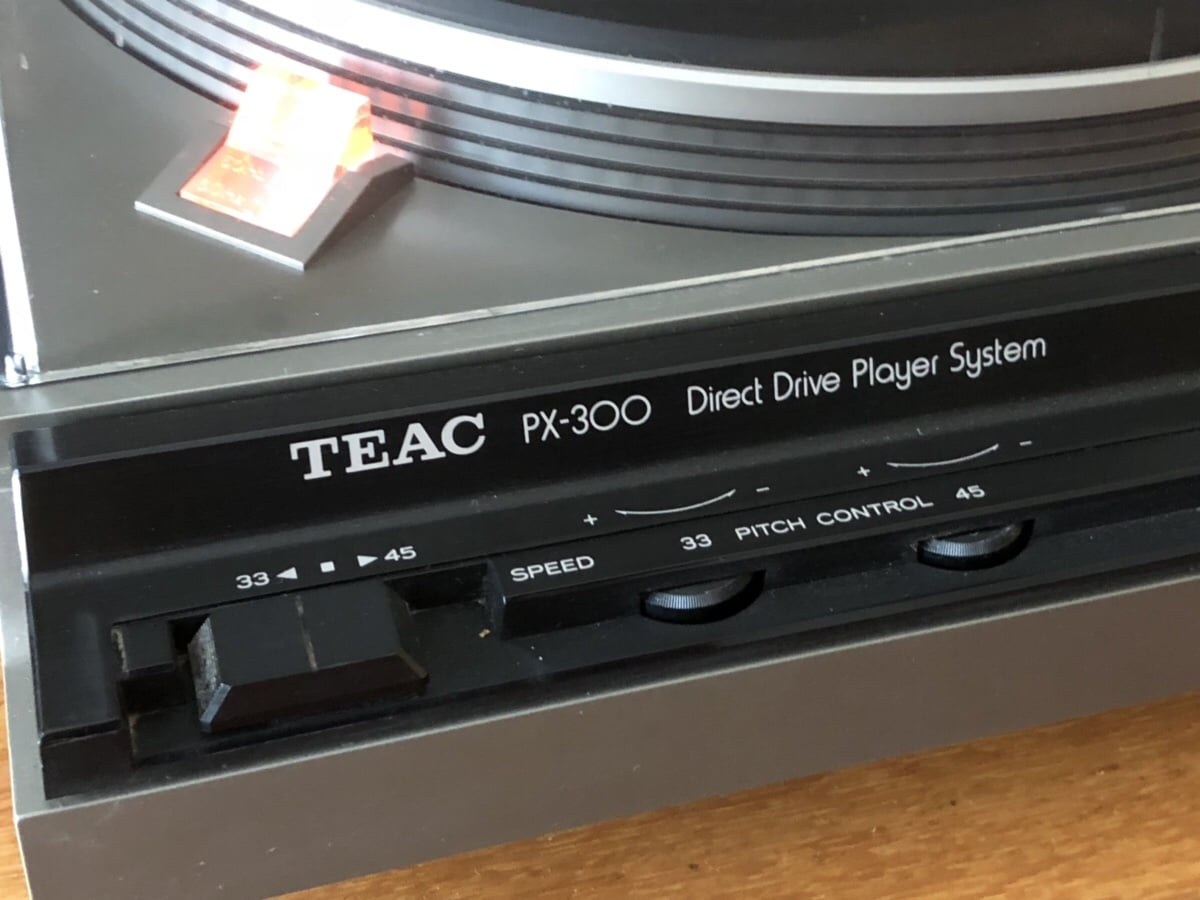 TEAC PX-300 Direct Drive Player System
+ − + −
33 ◀ ■ ▶ 45 SPEED 33 PITCH CONTROL 45